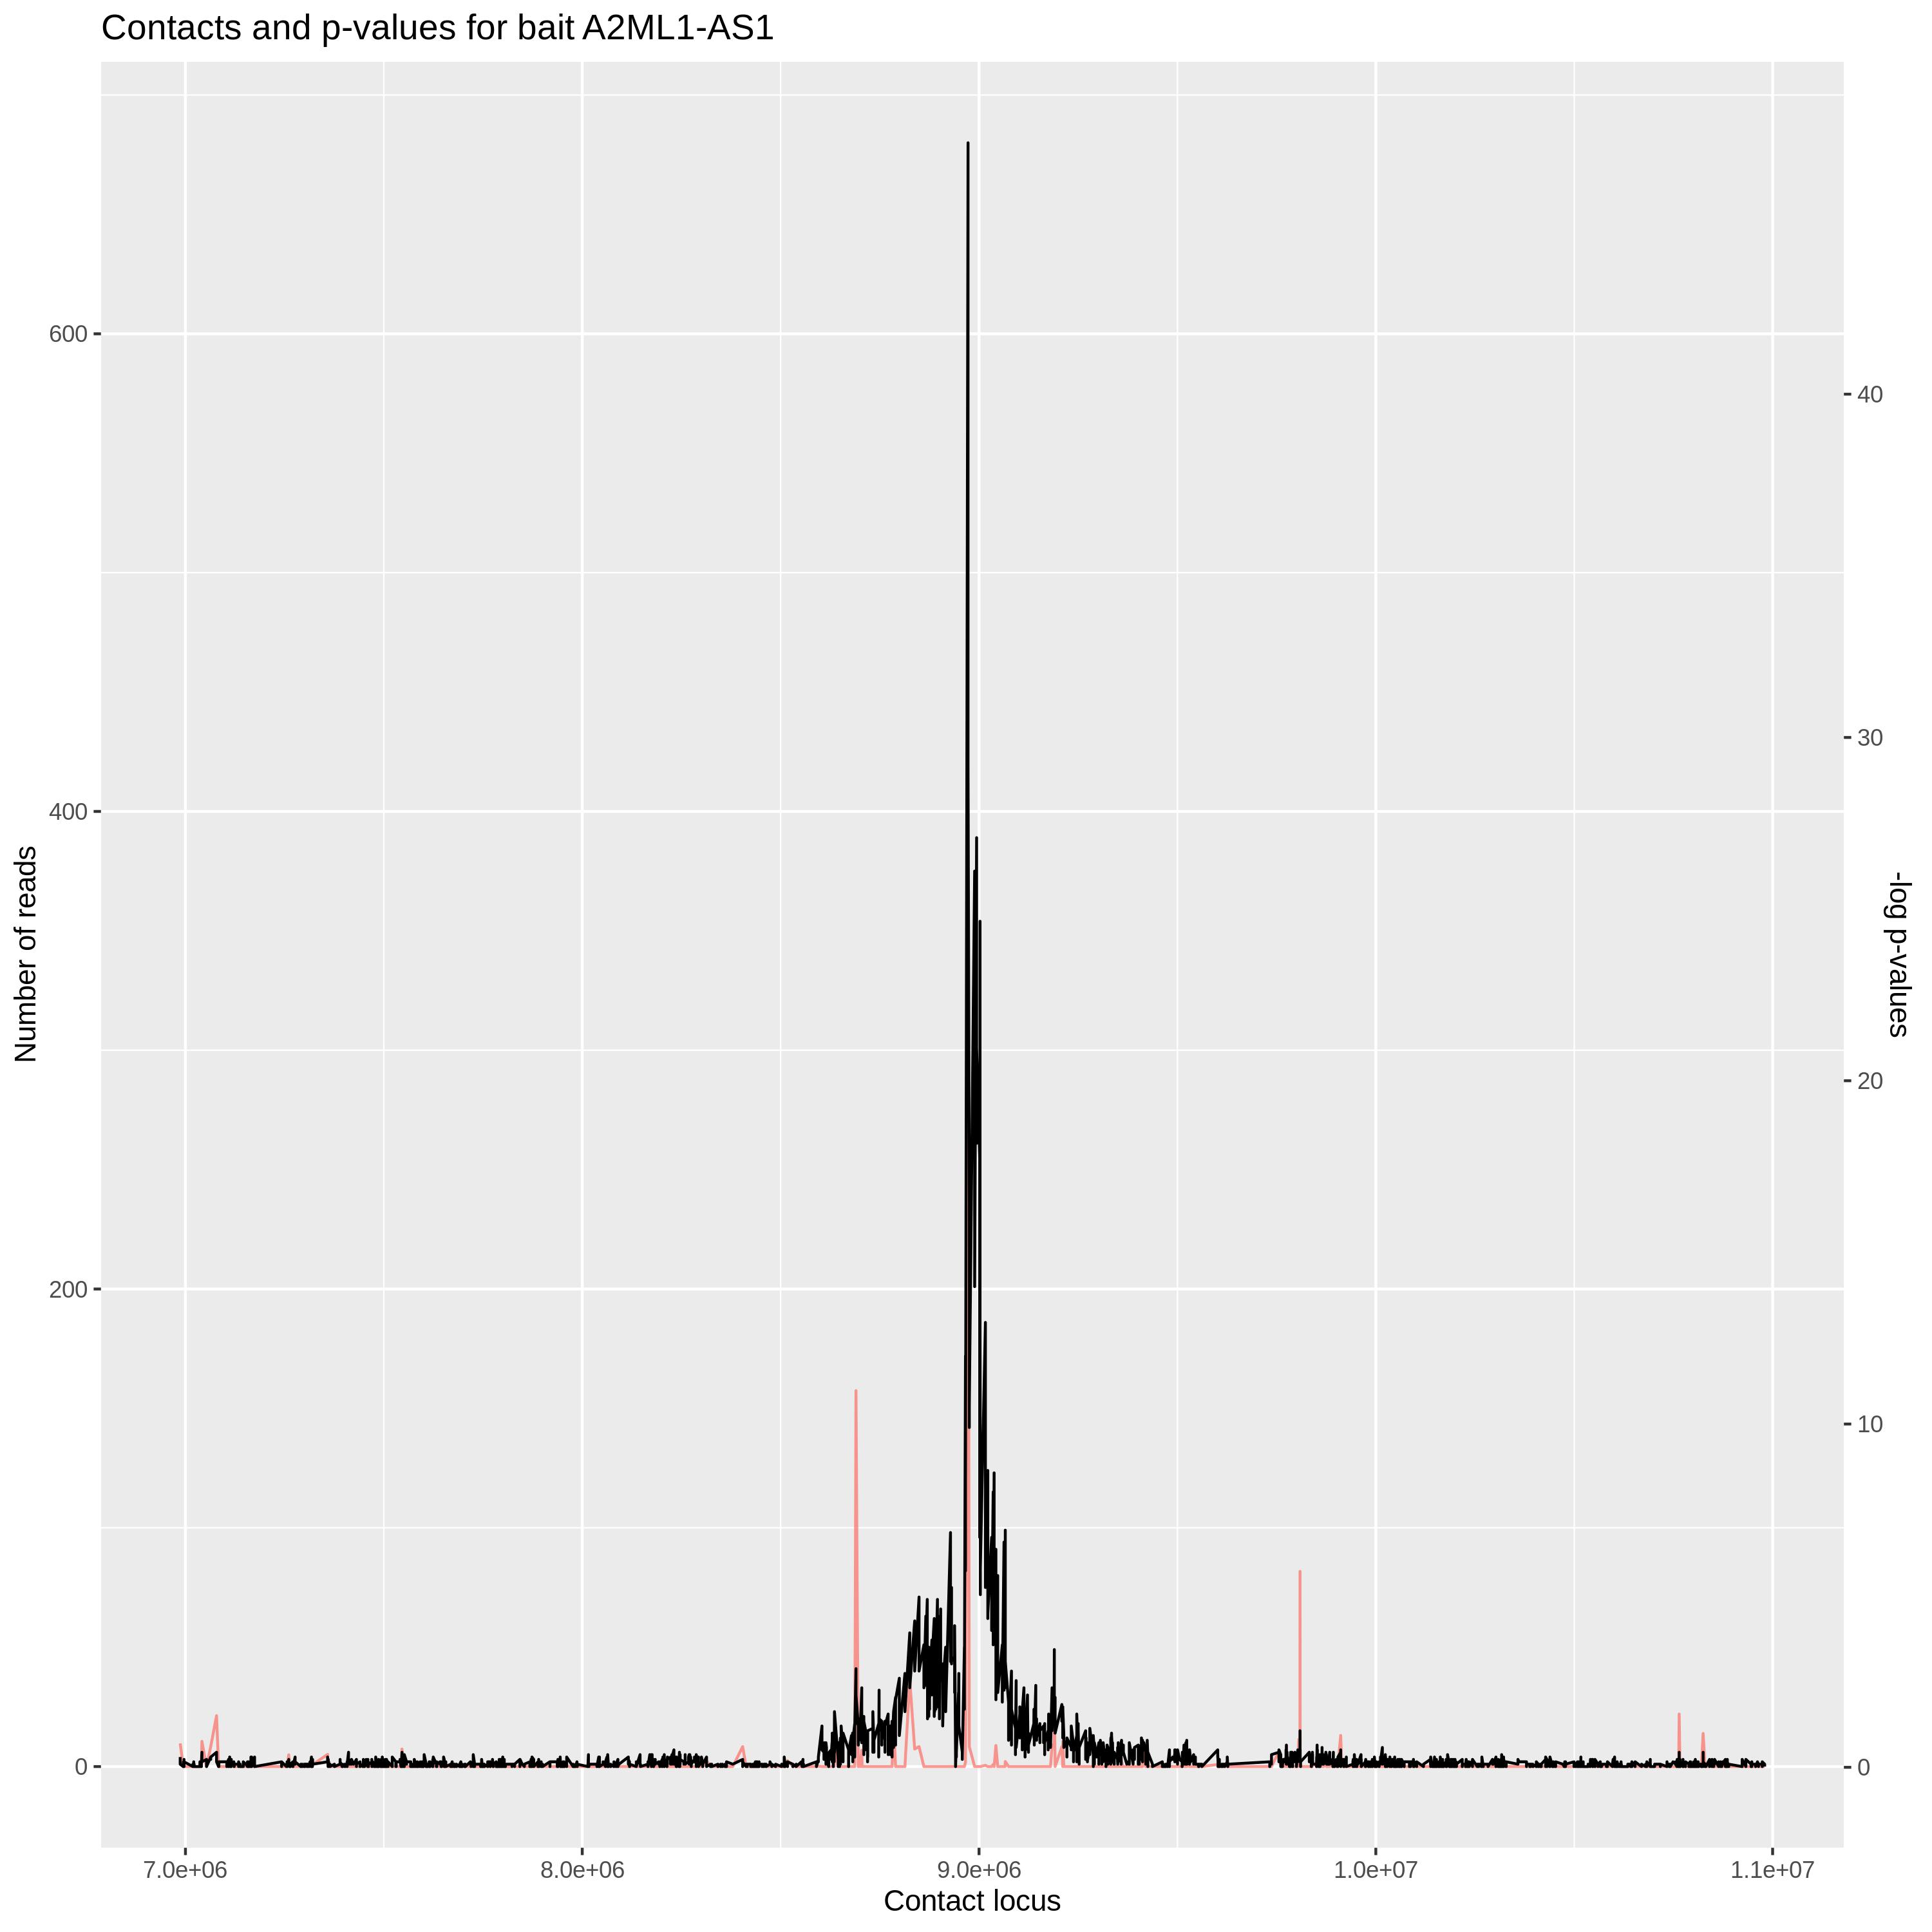 Contacts and p-values for bait A2ML1-AS1
Number of reads
600
400
200
0
40
30
20
10
0
-log p-values
7.0e+06
8.0e+06
9.0e+06
1.0e+07
1.1e+07
Contact locus